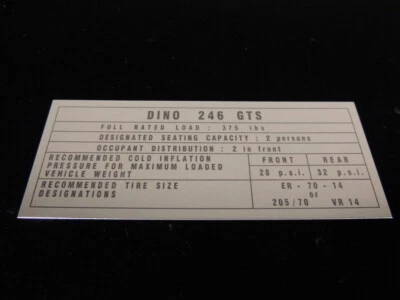 DINO 246 GTS
FULL RATED LOAD : 375 lbs
DESIGNATED SEATING CAPACITY : 2 persons
OCCUPANT DISTRIBUTION : 2 in front
RECOMMENDED COLD INFLATION PRESSURE FOR MAXIMUM LOADED VEHICLE WEIGHT
FRONT REAR
28 p.s.i. 32 p.s.i.
RECOMMENDED TIRE SIZE DESIGNATIONS
ER - 70 - 14
or
205/70 VR 14